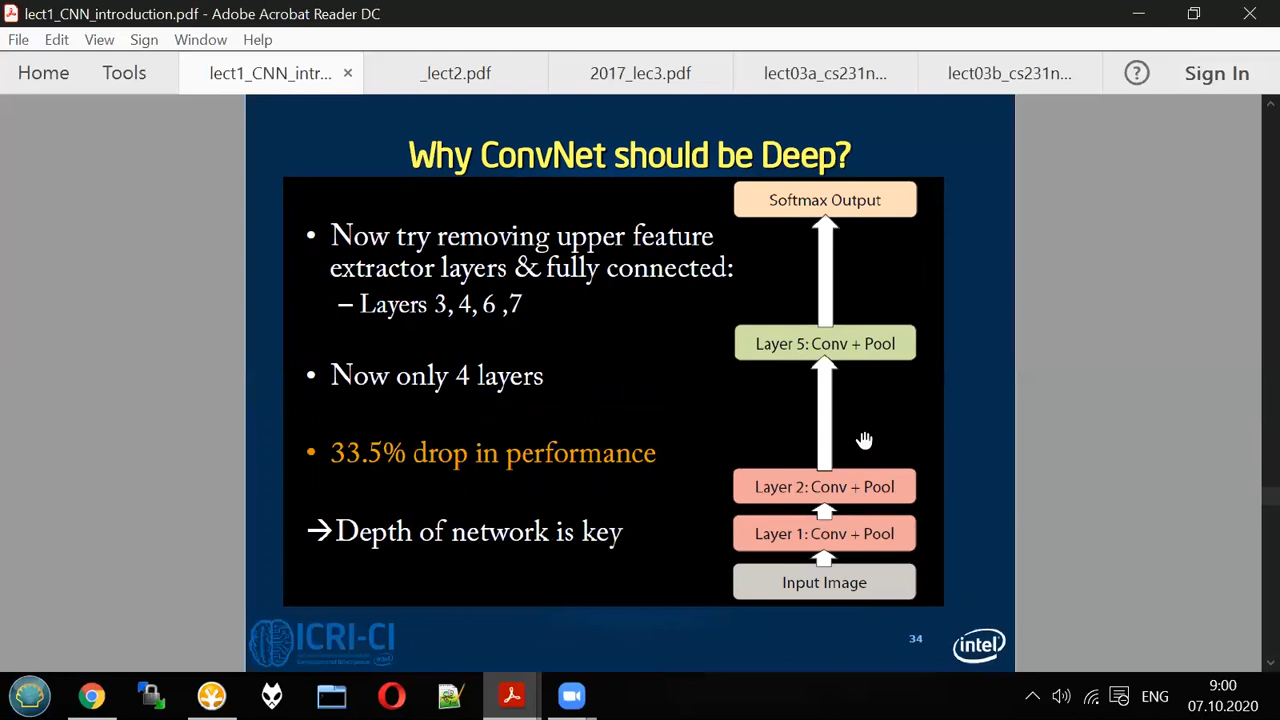 lect1_CNN_introduction.pdf - Adobe Acrobat Reader DC
File Edit View Sign Window Help
Home Tools lect1_CNN_intr... × _lect2.pdf 2017_lec3.pdf lect03a_cs231n... lect03b_cs231n... ? Sign In
Why ConvNet should be Deep?
• Now try removing upper feature
extractor layers & fully connected:
– Layers 3, 4, 6 ,7
• Now only 4 layers
• 33.5% drop in performance
→Depth of network is key
Softmax Output
Layer 5: Conv + Pool
Layer 2: Conv + Pool
Layer 1: Conv + Pool
Input Image
ICRI-CI
34
intel
ENG
9:00
07.10.2020